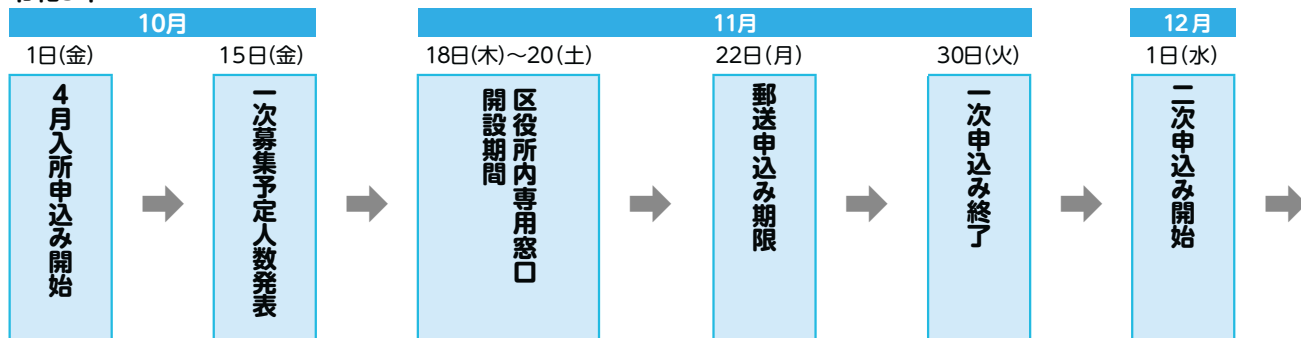 10月
11月
12月
1日(金)
15日(金)
18日(木)～20(土)
22日(月)
30日(火)
1日(水)
4月入所申込み開始
一次募集予定人数発表
区役所内専用窓口
開設期間
郵送申込み期限
一次申込み終了
二次申込み開始